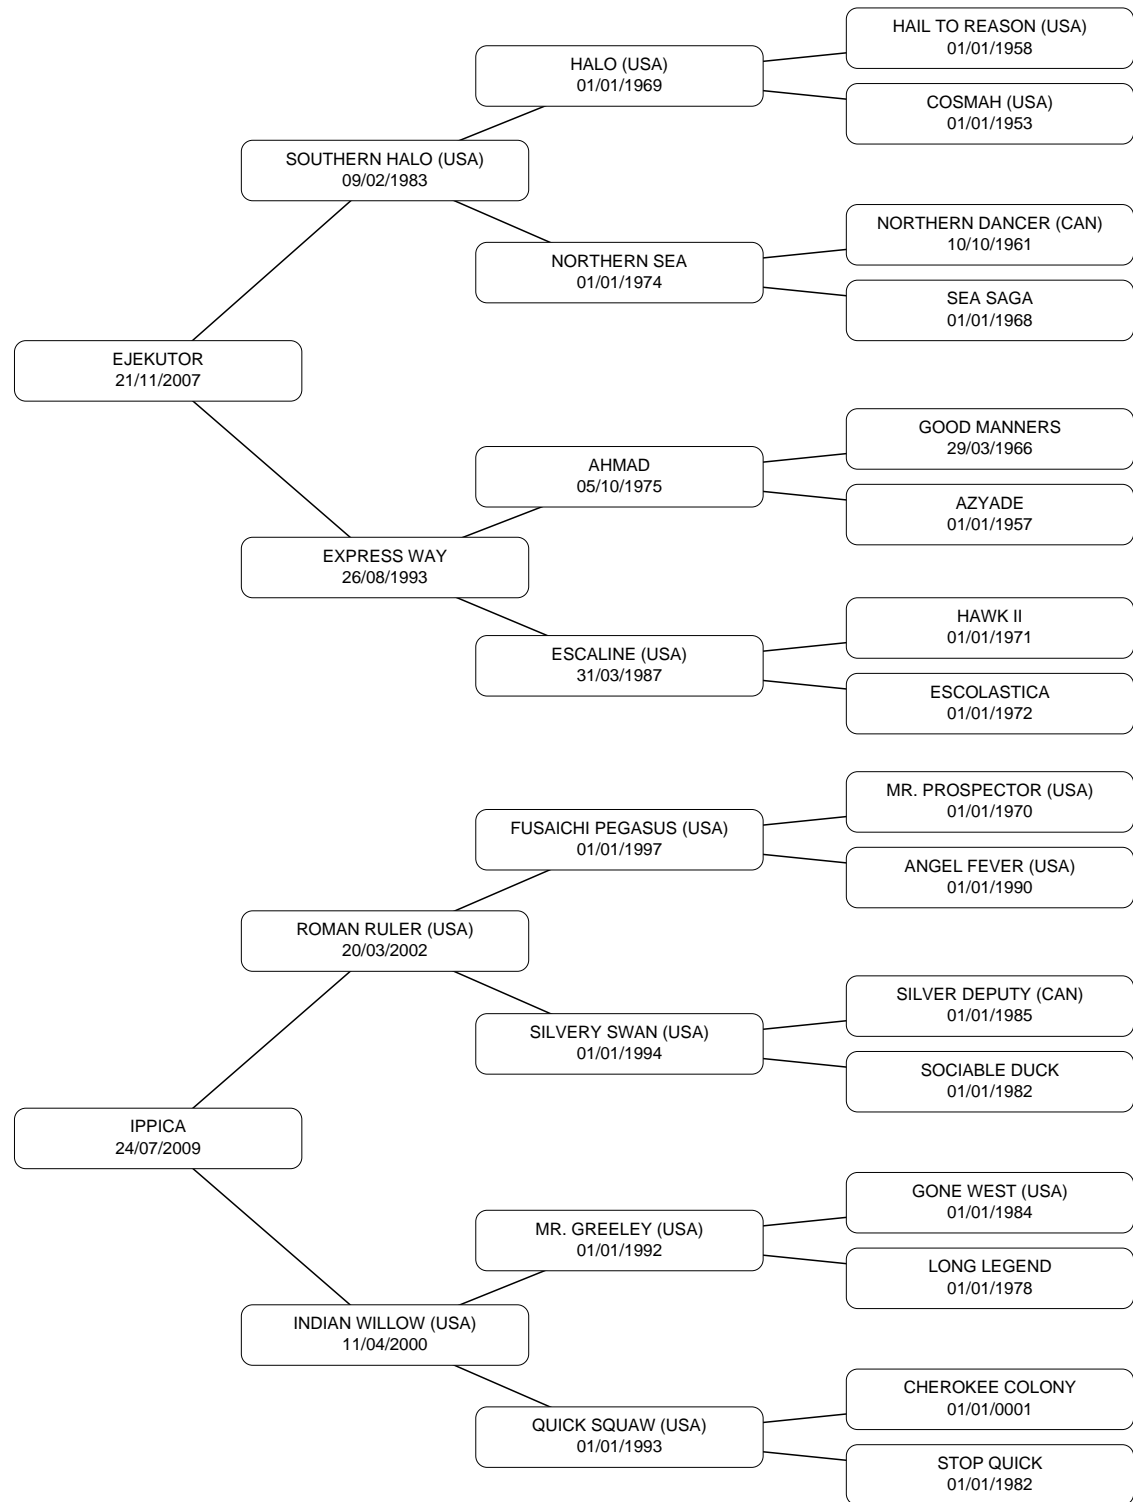 HAIL TO REASON (USA)
01/01/1958
HALO (USA)
01/01/1969
COSMAH (USA)
01/01/1953
SOUTHERN HALO (USA)
09/02/1983
NORTHERN DANCER (CAN)
10/10/1961
NORTHERN SEA
01/01/1974
SEA SAGA
01/01/1968
EJEKUTOR
21/11/2007
GOOD MANNERS
29/03/1966
AHMAD
05/10/1975
AZYADE
01/01/1957
EXPRESS WAY
26/08/1993
HAWK II
01/01/1971
ESCALINE (USA)
31/03/1987
ESCOLASTICA
01/01/1972
MR. PROSPECTOR (USA)
01/01/1970
FUSAICHI PEGASUS (USA)
01/01/1997
ANGEL FEVER (USA)
01/01/1990
ROMAN RULER (USA)
20/03/2002
SILVER DEPUTY (CAN)
01/01/1985
SILVERY SWAN (USA)
01/01/1994
SOCIABLE DUCK
01/01/1982
IPPICA
24/07/2009
GONE WEST (USA)
01/01/1984
MR. GREELEY (USA)
01/01/1992
LONG LEGEND
01/01/1978
INDIAN WILLOW (USA)
11/04/2000
CHEROKEE COLONY
01/01/0001
QUICK SQUAW (USA)
01/01/1993
STOP QUICK
01/01/1982